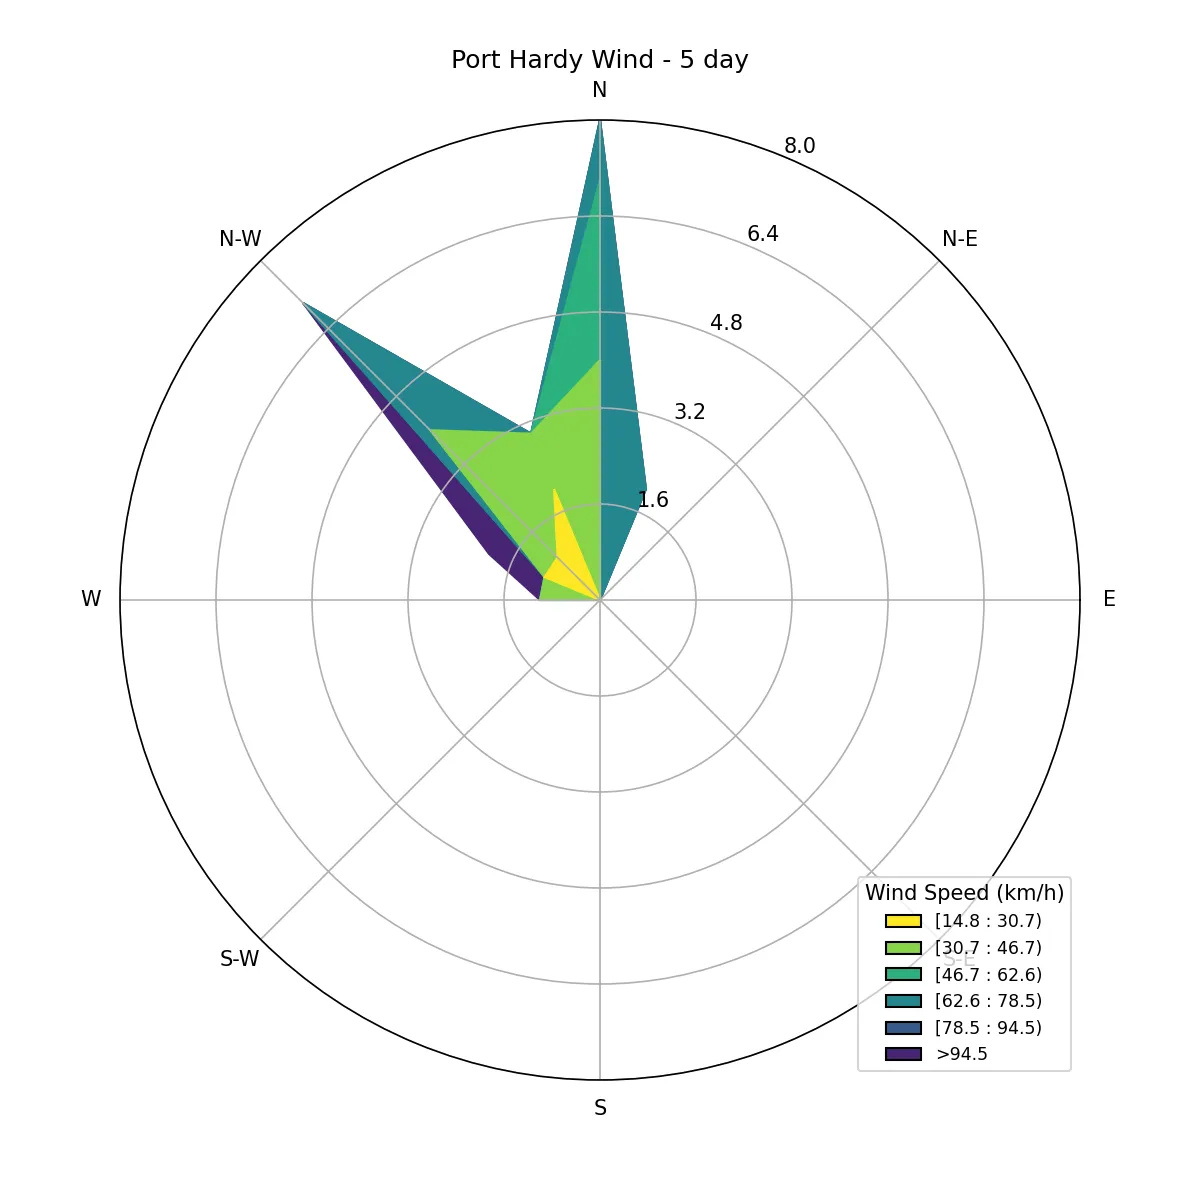 Port Hardy Wind - 5 day
N
8.0
N-W
N-E
6.4
4.8
3.2
1.6
W
E
Wind Speed (km/h)
[14.8 : 30.7)
[30.7 : 46.7)
S-W
S-E
[46.7 : 62.6)
[62.6 : 78.5)
[78.5 : 94.5)
>94.5
S